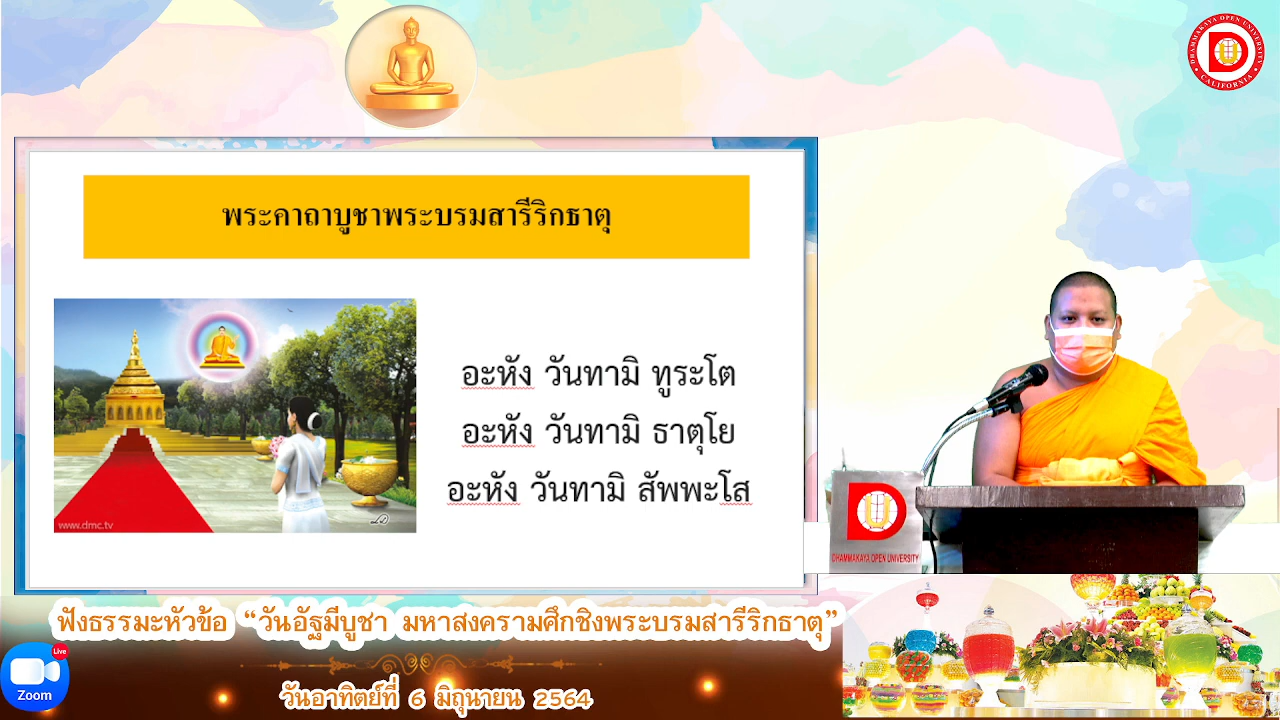 DHAMMAKAYA OPEN UNIVERSITY
CALIFORNIA
DU
พระคาถาบูชาพระบรมสารีริกธาตุ
www.dmc.tv
อะหัง วันทามิ ทูระโต
อะหัง วันทามิ ธาตุโย
อะหัง วันทามิ สัพพะโส
DU
DHAMMAKAYA OPEN UNIVERSITY
ฟังธรรมะหัวข้อ “วันอัฐมีบูชา มหาสงครามศึกชิงพระบรมสารีริกธาตุ”
Live
Zoom
วันอาทิตย์ที่ 6 มิถุนายน 2564